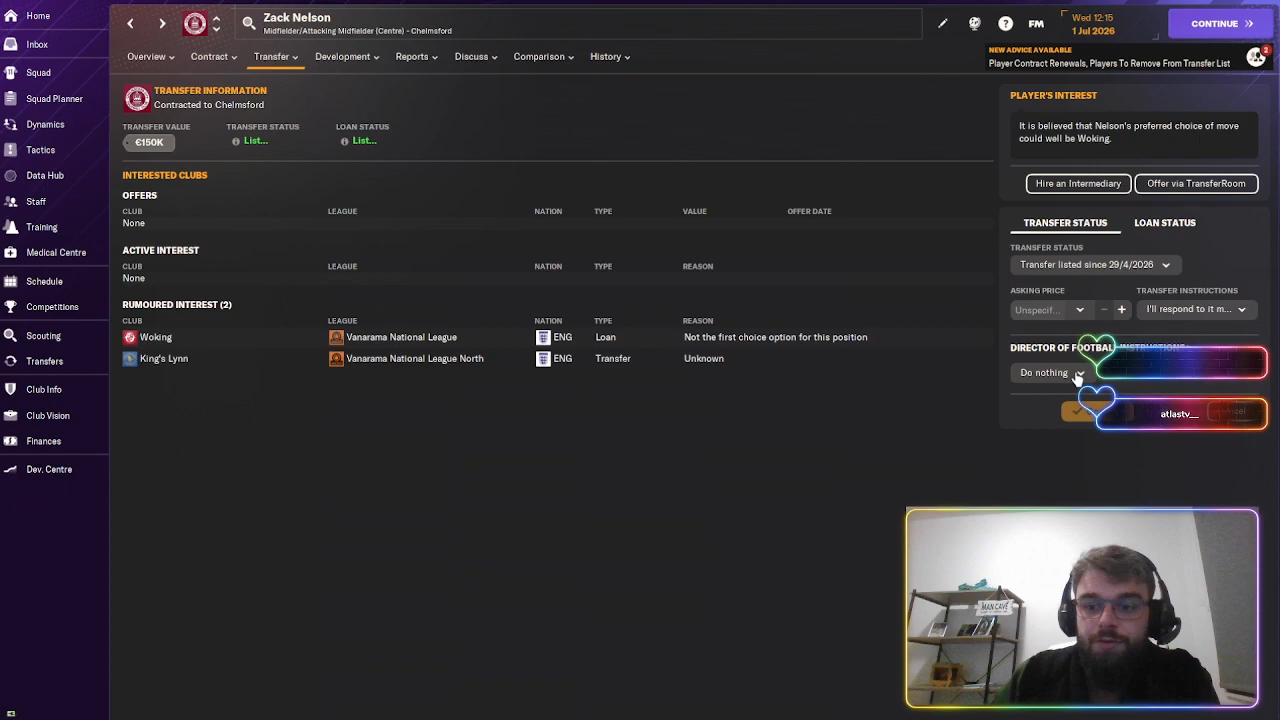 Home
Inbox
Squad
Squad Planner
Dynamics
Tactics
Data Hub
Staff
Training
Medical Centre
Schedule
Competitions
Scouting
Transfers
Club Info
Club Vision
Finances
Dev. Centre
Zack Nelson
Midfielder/Attacking Midfielder (Centre) - Chelmsford
FM
Wed 12:15
1 Jul 2026
CONTINUE
Overview
Contract
Transfer
Development
Reports
Discuss
Comparison
History
NEW ADVICE AVAILABLE
Player Contract Renewals, Players To Remove From Transfer List
2
TRANSFER INFORMATION
Contracted to Chelmsford
TRANSFER VALUE TRANSFER STATUS LOAN STATUS
€150K List... List...
INTERESTED CLUBS
OFFERS
CLUB LEAGUE NATION TYPE VALUE OFFER DATE
None
ACTIVE INTEREST
CLUB LEAGUE NATION TYPE REASON
None
RUMOURED INTEREST (2)
CLUB LEAGUE NATION TYPE REASON
Woking Vanarama National League ENG Loan Not the first choice option for this position
King's Lynn Vanarama National League North ENG Transfer Unknown
PLAYER'S INTEREST
It is believed that Nelson's preferred choice of move
could well be Woking.
Hire an Intermediary Offer via TransferRoom
TRANSFER STATUS LOAN STATUS
TRANSFER STATUS
Transfer listed since 29/4/2026
ASKING PRICE TRANSFER INSTRUCTIONS
Unspecif... I'll respond to it m...
DIRECTOR OF FOOTBALL INSTRUCTIONS
Do nothing
atlastv__
MAN CAVE